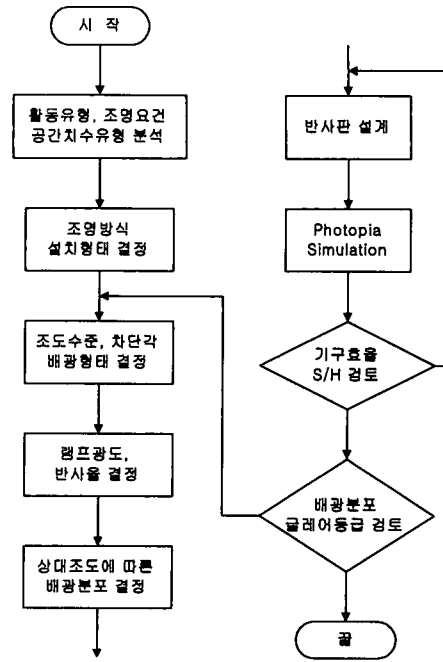 시 작
활동유형, 조명요건
공간치수유형 분석
조명방식
설치형태 결정
조도수준, 차단각
배광형태 결정
램프광도,
반사율 결정
상대조도에 따른
배광분포 결정
반사판 설계
Photopia
Simulation
기구효율
S/H 검토
배광분포
글레어등급 검토
끝